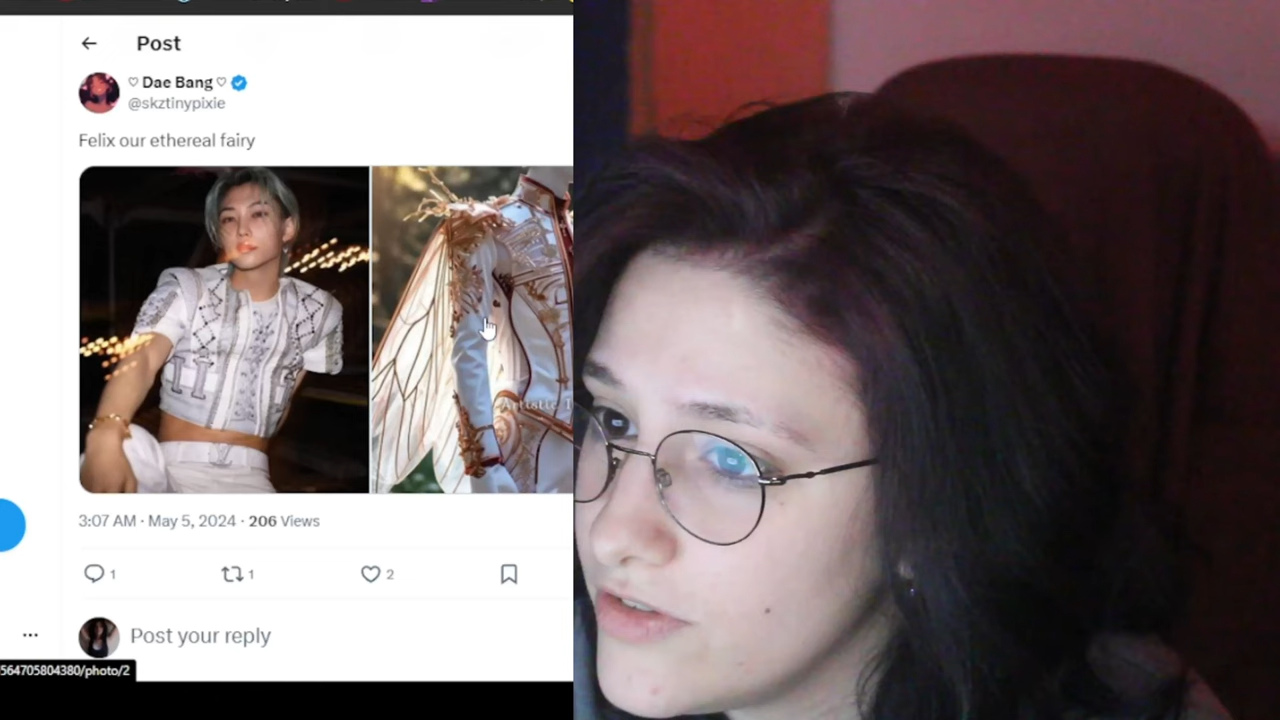 Post
♡ Dae Bang ♡
@skztinypixie
Felix our ethereal fairy
Artistic T
3:07 AM · May 5, 2024 · 206 Views
1
1
2
Post your reply
564705804380/photo/2